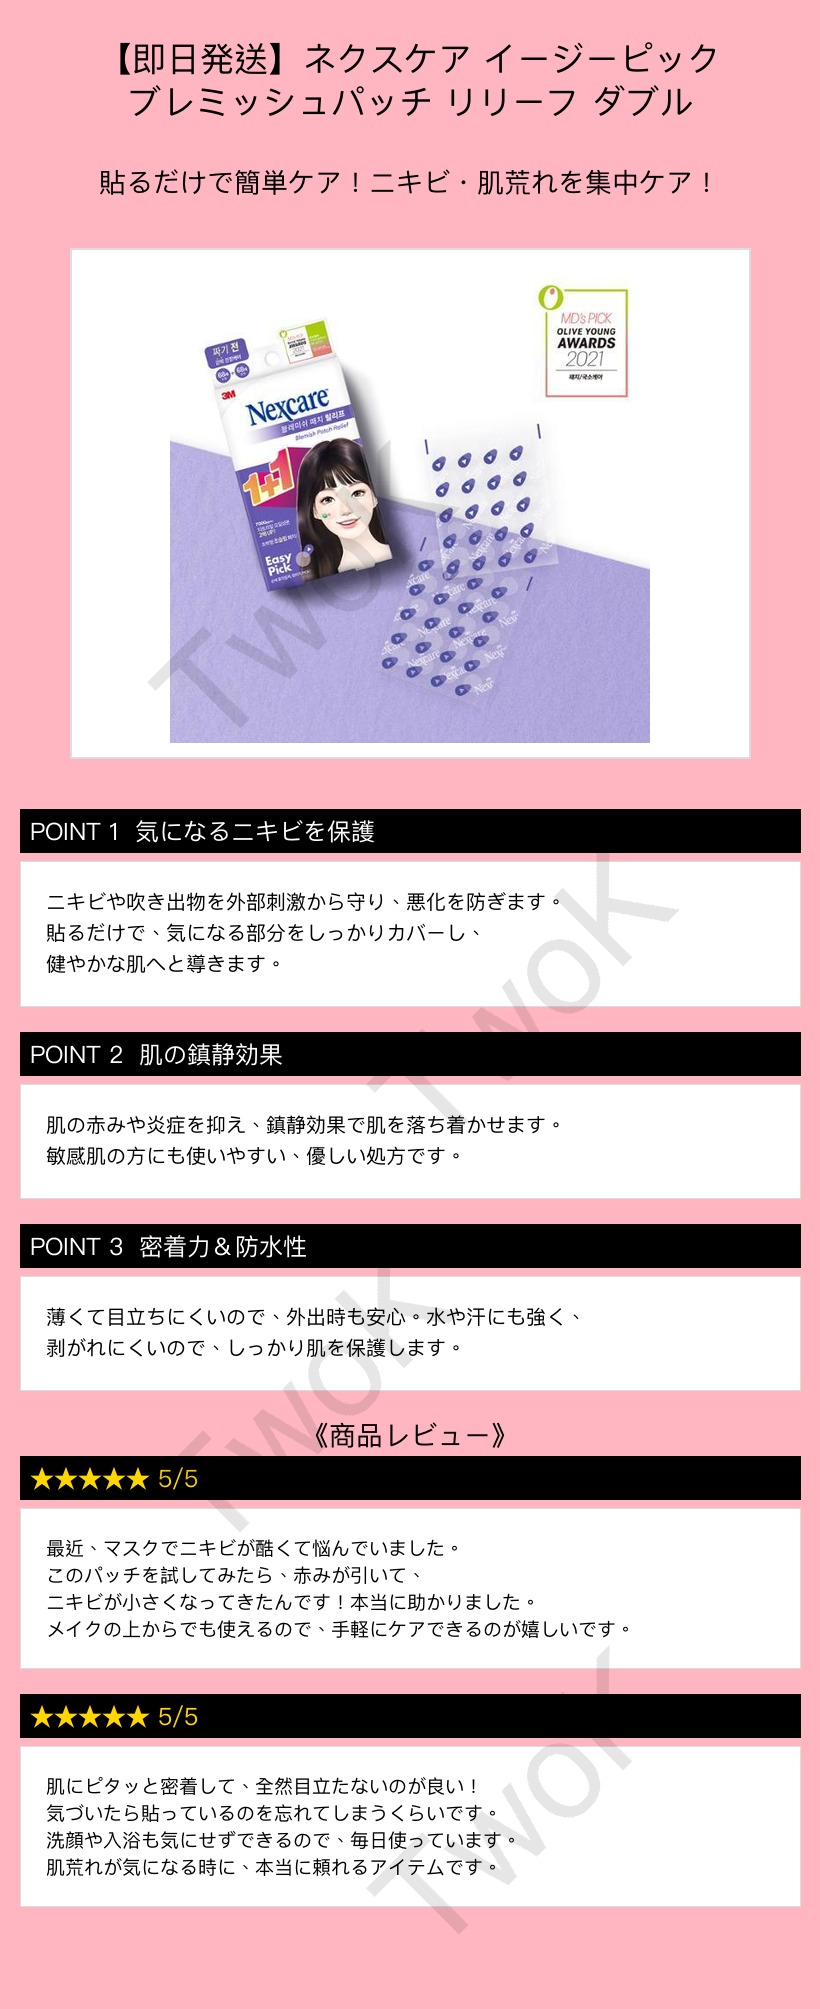 【即日発送】ネクスケア イージーピック
ブレミッシュパッチ リリーフ ダブル
貼るだけで簡単ケア！ニキビ・肌荒れを集中ケア！
MD's PICK
OLIVE YOUNG
AWARDS
2021
패치/국소케어
짜기 전
3M
Nexcare
블레미쉬 패치 릴리프
Blemish Patch Relief
1+1
Easy
Pick
TwoK
POINT 1 気になるニキビを保護
ニキビや吹き出物を外部刺激から守り、悪化を防ぎます。
貼るだけで、気になる部分をしっかりカバーし、
健やかな肌へと導きます。
TwoK
POINT 2 肌の鎮静効果
肌の赤みや炎症を抑え、鎮静効果で肌を落ち着かせます。
敏感肌の方にも使いやすい、優しい処方です。
POINT 3 密着力＆防水性
薄くて目立ちにくいので、外出時も安心。水や汗にも強く、
剥がれにくいので、しっかり肌を保護します。
TwoK
《商品レビュー》
★★★★★ 5/5
最近、マスクでニキビが酷くて悩んでいました。
このパッチを試してみたら、赤みが引いて、
ニキビが小さくなってきたんです！本当に助かりました。
メイクの上からでも使えるので、手軽にケアできるのが嬉しいです。
★★★★★ 5/5
肌にピタッと密着して、全然目立たないのが良い！
気づいたら貼っているのを忘れてしまうくらいです。
洗顔や入浴も気にせずできるので、毎日使っています。
肌荒れが気になる時に、本当に頼れるアイテムです。
TwoK